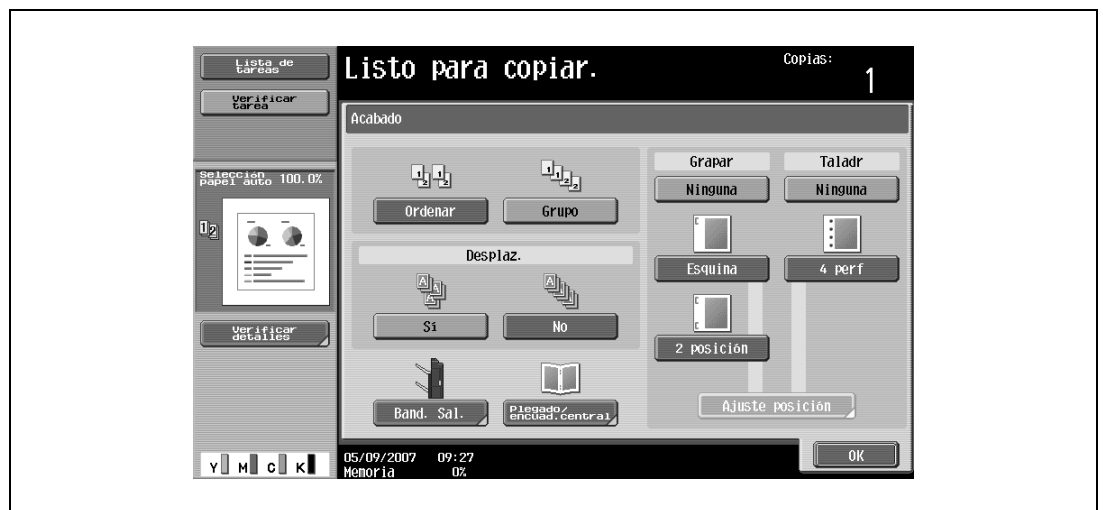 Lista de
tareas
Verificar
tarea
Listo para copiar.
Copias:
1
Acabado
Selección
papel auto 100.0%
1 2
Ordenar
Grupo
Desplaz.
Sí
No
Band. Sal.
Plegado/
encuad.central
Grapar
Ninguna
Esquina
2 posición
Taladr
Ninguna
4 perf
Ajuste posición
Verificar
detalles
Y M C K
05/09/2007 09:27
Memoria 0%
OK